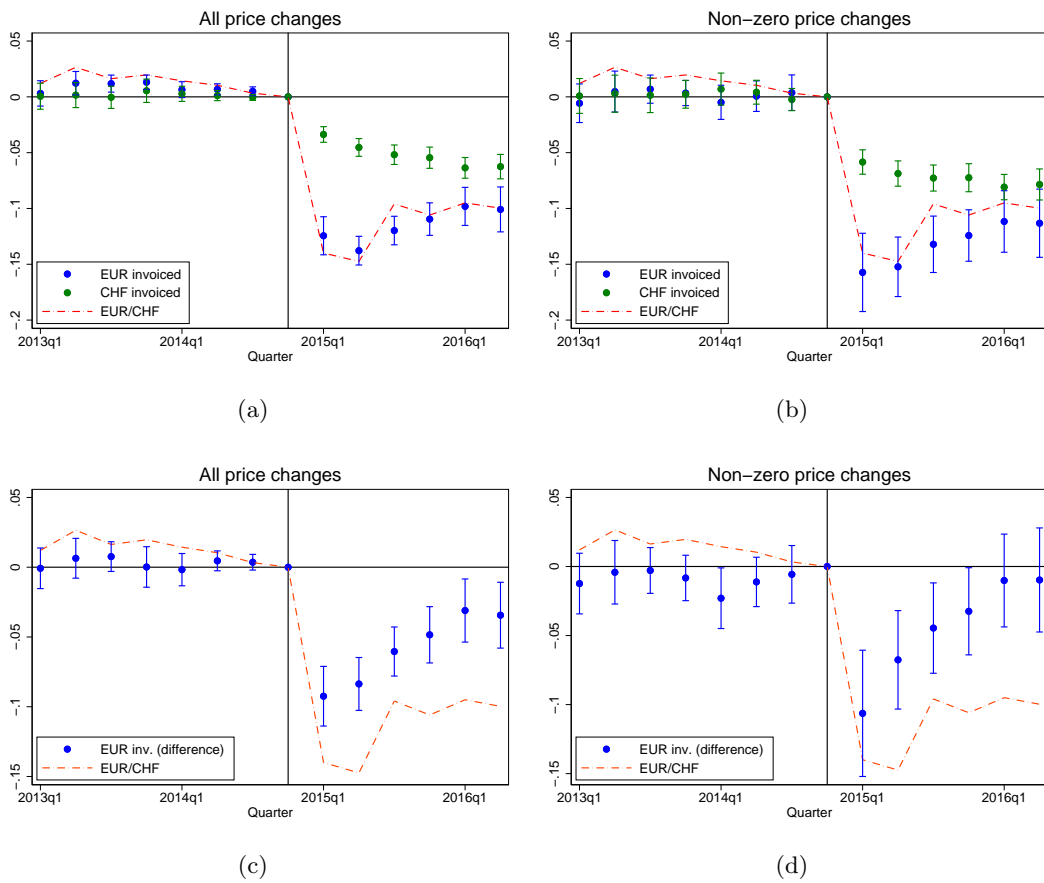 All price changes
.05
0
-.05
-.1
-.15
-.2
EUR invoiced
CHF invoiced
EUR/CHF
2013q1 2014q1 2015q1 2016q1
Quarter
(a)
Non-zero price changes
.05
0
-.05
-.1
-.15
-.2
EUR invoiced
CHF invoiced
EUR/CHF
2013q1 2014q1 2015q1 2016q1
Quarter
(b)
All price changes
.05
0
-.05
-.1
-.15
EUR inv. (difference)
EUR/CHF
2013q1 2014q1 2015q1 2016q1
Quarter
(c)
Non-zero price changes
.05
0
-.05
-.1
-.15
EUR inv. (difference)
EUR/CHF
2013q1 2014q1 2015q1 2016q1
Quarter
(d)